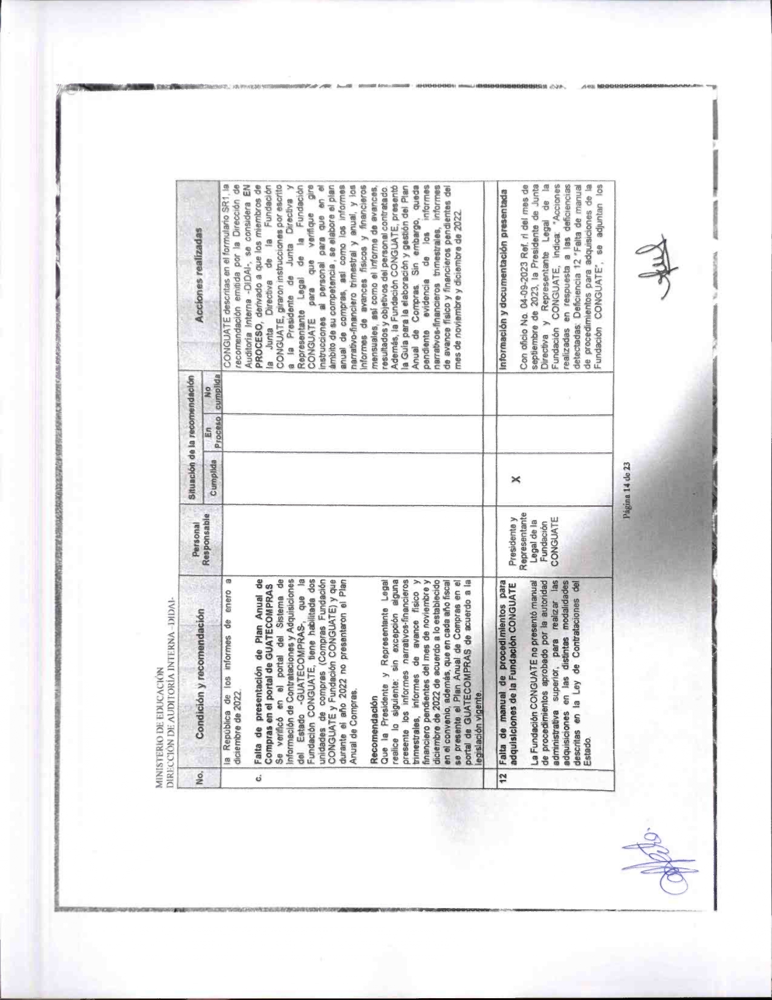 MINISTERIO DE EDUCACIÓN
DIRECCIÓN DE AUDITORÍA INTERNA -DIDAI-
No.
Condición y recomendación
Personal
Responsable
Situación de la recomendación
Cumplida
En
Proceso
No
cumplida
Acciones realizadas
la República de los informes de enero a
diciembre de 2022.
c. Falta de presentación de Plan Anual de
Compras en el portal de GUATECOMPRAS
Se verificó en el portal del Sistema de
Información de Contrataciones y Adquisiciones
del Estado -GUATECOMPRAS-, que la
Fundación CONGUATE, tiene habilitada dos
unidades de compras (Compras Fundación
CONGUATE y Fundación CONGUATE) y que
durante el año 2022 no presentaron el Plan
Anual de Compras.
Recomendación
Que la Presidente y Representante Legal
realice lo siguiente: sin excepción alguna
presente los informes narrativos-financieros
trimestrales, informes de avance físico y
financiero pendientes del mes de noviembre y
diciembre de 2022 de acuerdo a lo establecido
en el convenio, además, que en cada año fiscal
se presente el Plan Anual de Compras en el
portal de GUATECOMPRAS de acuerdo a la
legislación vigente.
CONGUATE descritas en el formulario SR1, la
recomendación emitida por la Dirección de
Auditoría Interna -DIDAI-, se considera EN
PROCESO, derivado a que los miembros de
la Junta Directiva de la Fundación
CONGUATE, giraron instrucciones por escrito
a la Presidente de Junta Directiva y
Representante Legal de la Fundación
CONGUATE para que verifique gire
instrucciones al personal para que en el
ámbito de su competencia , se elabore el plan
anual de compras, así como los informes
narrativo-financiero trimestral y anual, y los
Informes de avances físicos y financieros
mensuales, así como el informe de avances,
resultados y objetivos del personal contratado.
Además, la Fundación CONGUATE, presentó
la Guía para la elaboración y gestión del Plan
Anual de Compras. Sin embargo, queda
pendiente evidencia de los informes
narrativos-financieros trimestrales, informes
de avance físico y financieros pendientes del
mes de noviembre y diciembre de 2022.
12 Falta de manual de procedimientos para
adquisiciones de la Fundación CONGUATE
La Fundación CONGUATE no presentó manual
de procedimientos aprobado por la autoridad
administrativa superior, para realizar las
adquisiciones en las distintas modalidades
descritas en la Ley de Contrataciones del
Estado.
Presidente y
Representante
Legal de la
Fundación
CONGUATE
X
Información y documentación presentada
Con oficio No. 04-09-2023 Ref. rl del mes de
septiembre de 2023, la Presidente de Junta
Directiva y Representante Legal de la
Fundación CONGUATE, indica: "Acciones
realizadas en respuesta a las deficiencias
detectadas: Deficiencia 12 "Falta de manual
de procedimientos para adquisiciones de la
Fundación CONGUATE", se adjuntan los
Página 14 de 23